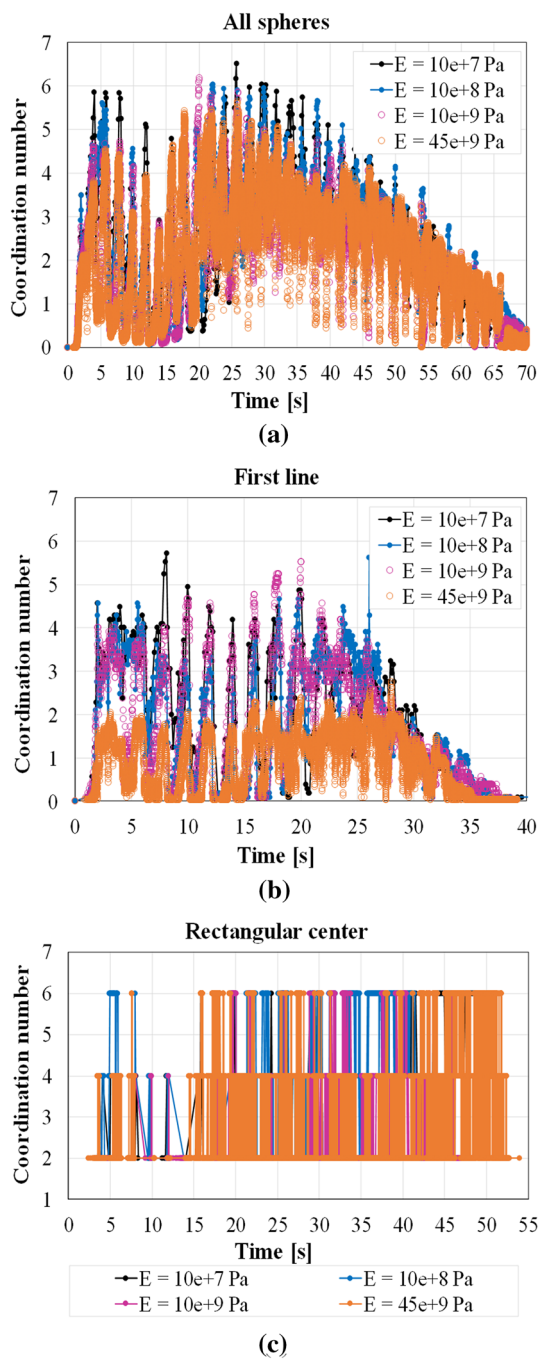 All spheres
Coordination number
7
6
5
4
3
2
1
0
E = 10e+7 Pa
E = 10e+8 Pa
E = 10e+9 Pa
E = 45e+9 Pa
0 5 10 15 20 25 30 35 40 45 50 55 60 65 70
Time [s]
(a)
First line
Coordination number
7
6
5
4
3
2
1
0
E = 10e+7 Pa
E = 10e+8 Pa
E = 10e+9 Pa
E = 45e+9 Pa
0 5 10 15 20 25 30 35 40
Time [s]
(b)
Rectangular center
Coordination number
7
6
5
4
3
2
1
0 5 10 15 20 25 30 35 40 45 50 55
Time [s]
E = 10e+7 Pa E = 10e+8 Pa
E = 10e+9 Pa E = 45e+9 Pa
(c)